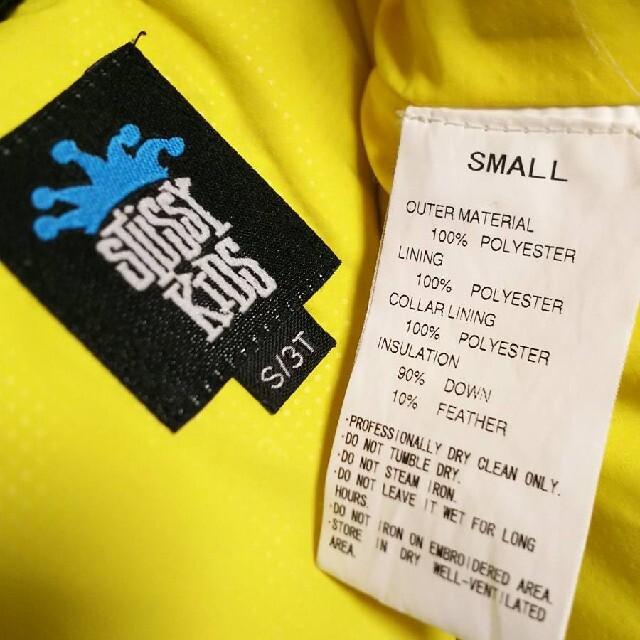 STÜSSY
KIDS
S/3T
SMALL
OUTER MATERIAL
100% POLYESTER
LINING
100% POLYESTER
COLLAR LINING
100% POLYESTER
INSULATION
90% DOWN
10% FEATHER
·PROFESSIONALLY DRY CLEAN ONLY.
·DO NOT TUMBLE DRY.
·DO NOT STEAM IRON.
·DO NOT LEAVE IT WET FOR LONG
HOURS.
·DO NOT IRON ON EMBROIDERED AREA.
·STORE IN DRY WELL-VENTILATED
AREA.